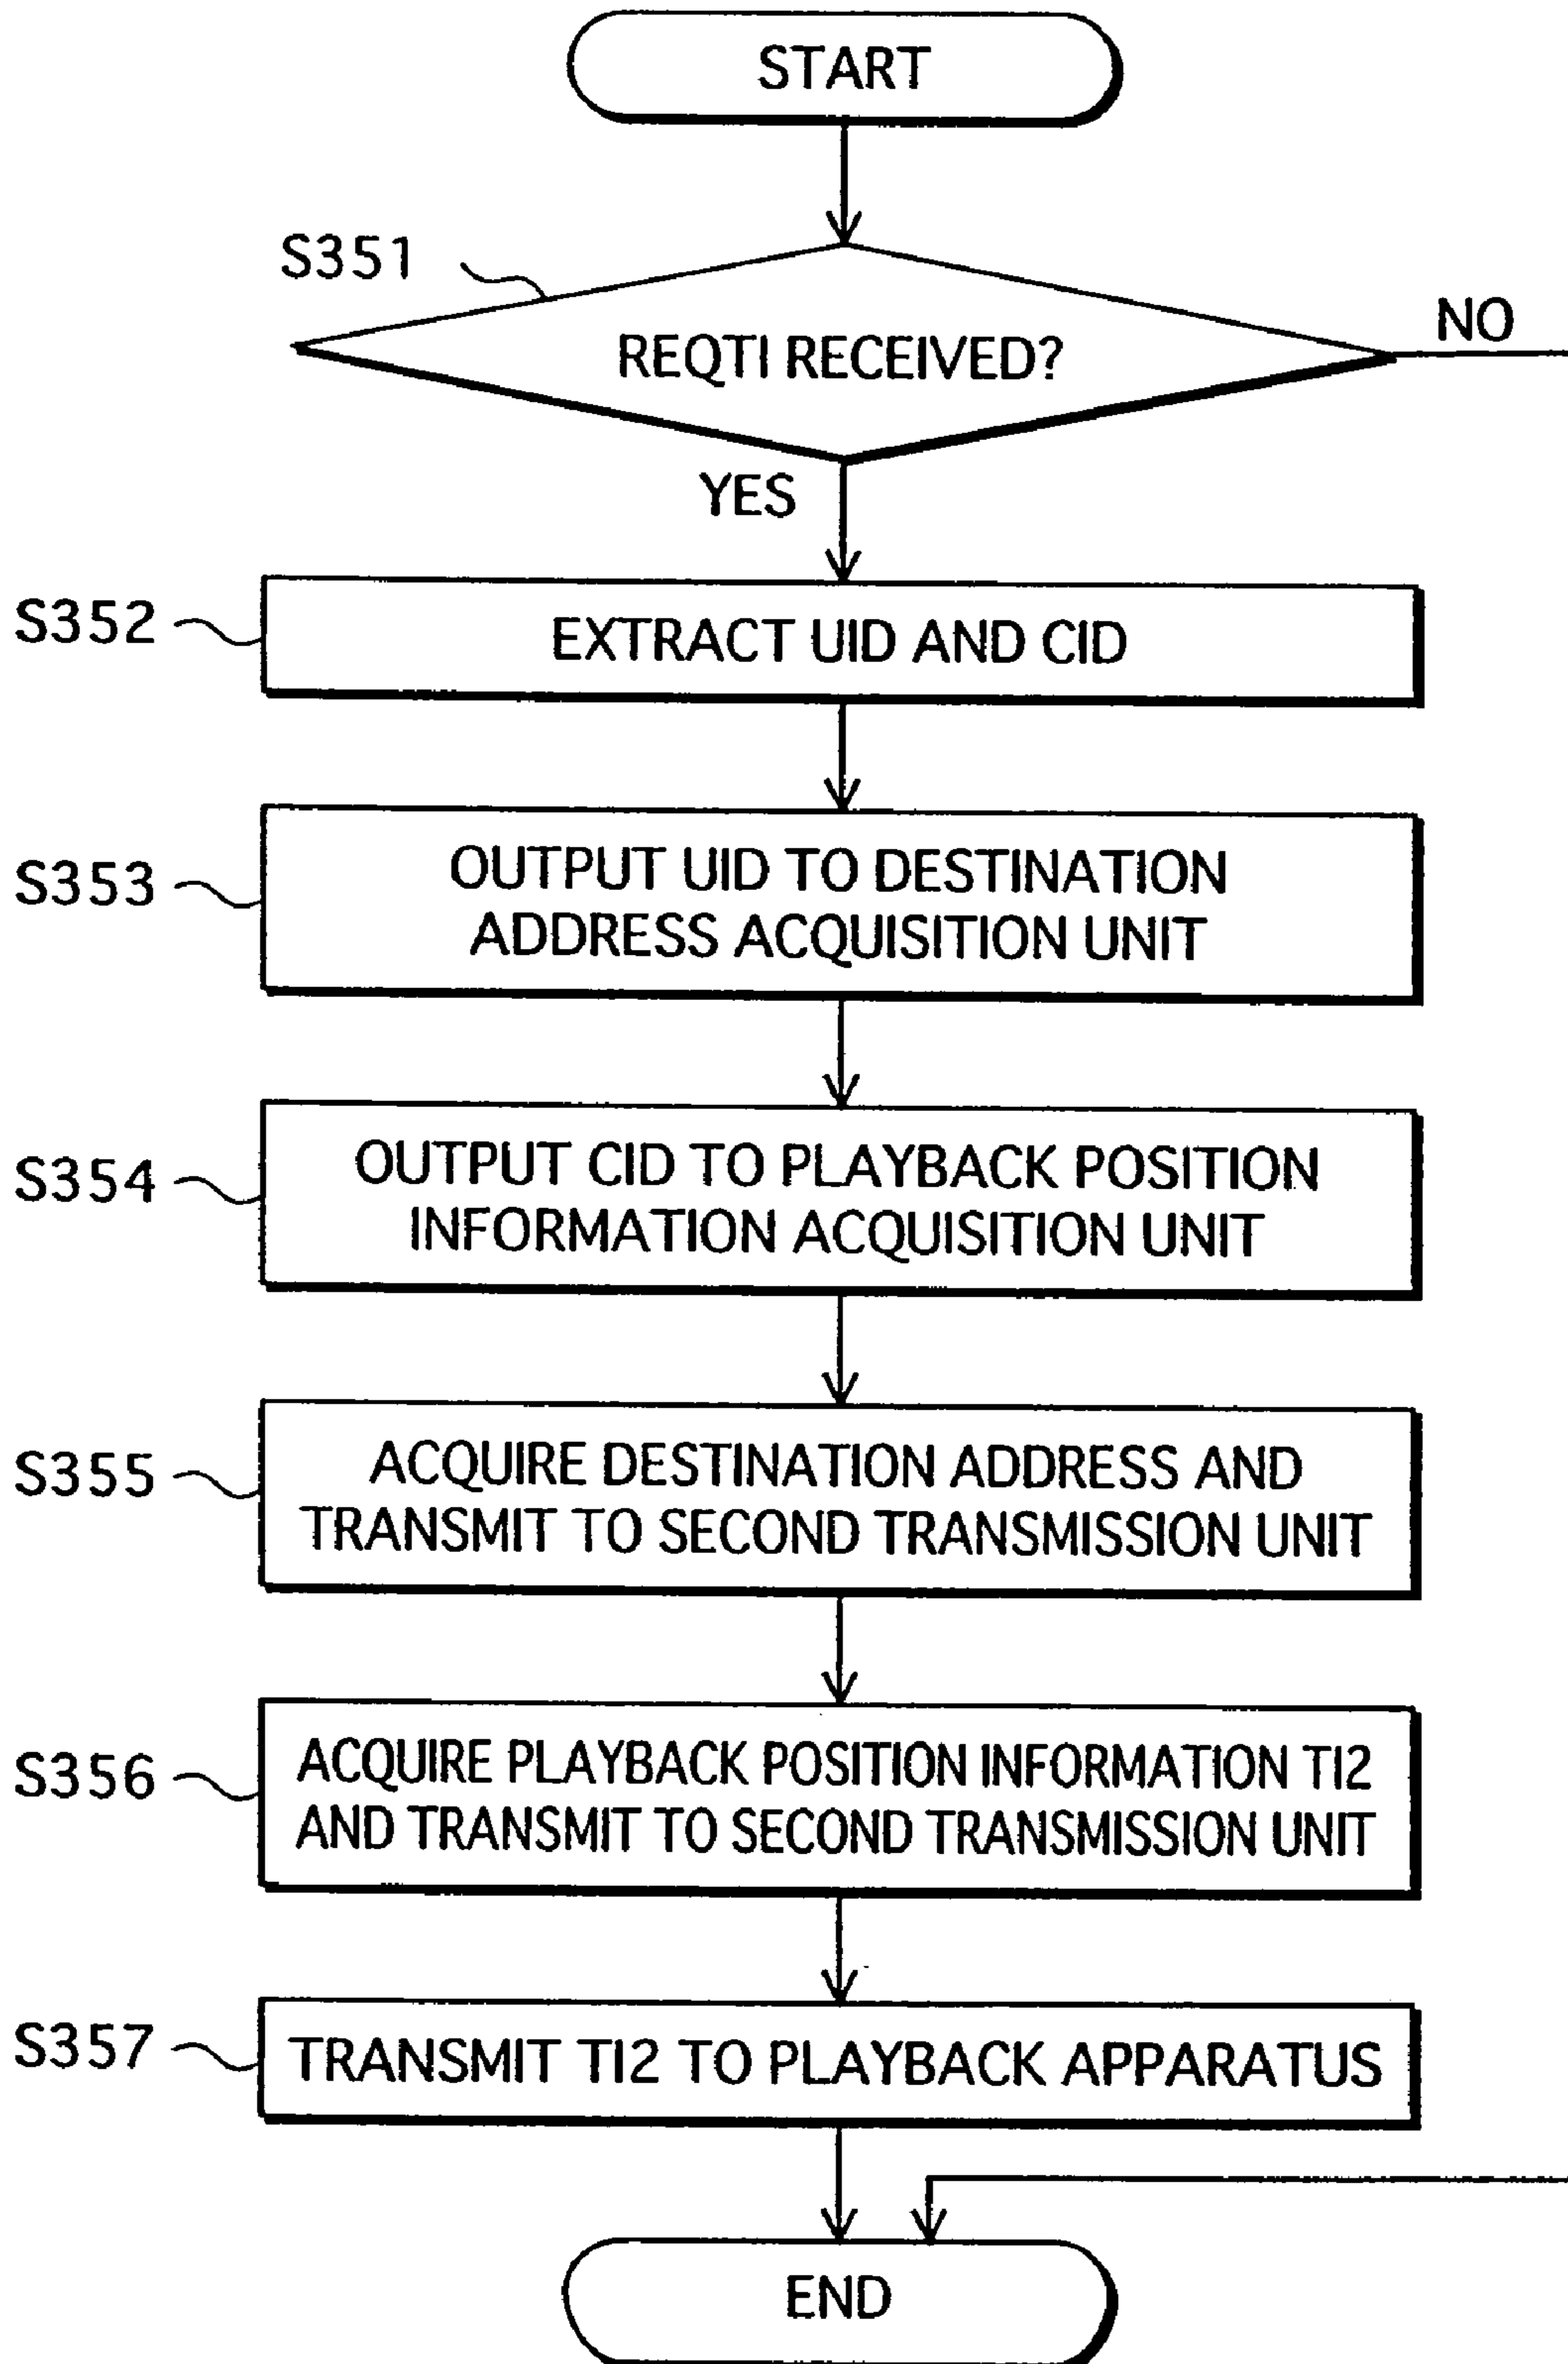 START
S351
REQTI RECEIVED?
NO
YES
S352
EXTRACT UID AND CID
S353
OUTPUT UID TO DESTINATION
ADDRESS ACQUISITION UNIT
S354
OUTPUT CID TO PLAYBACK POSITION
INFORMATION ACQUISITION UNIT
S355
ACQUIRE DESTINATION ADDRESS AND
TRANSMIT TO SECOND TRANSMISSION UNIT
S356
ACQUIRE PLAYBACK POSITION INFORMATION TI2
AND TRANSMIT TO SECOND TRANSMISSION UNIT
S357
TRANSMIT TI2 TO PLAYBACK APPARATUS
END